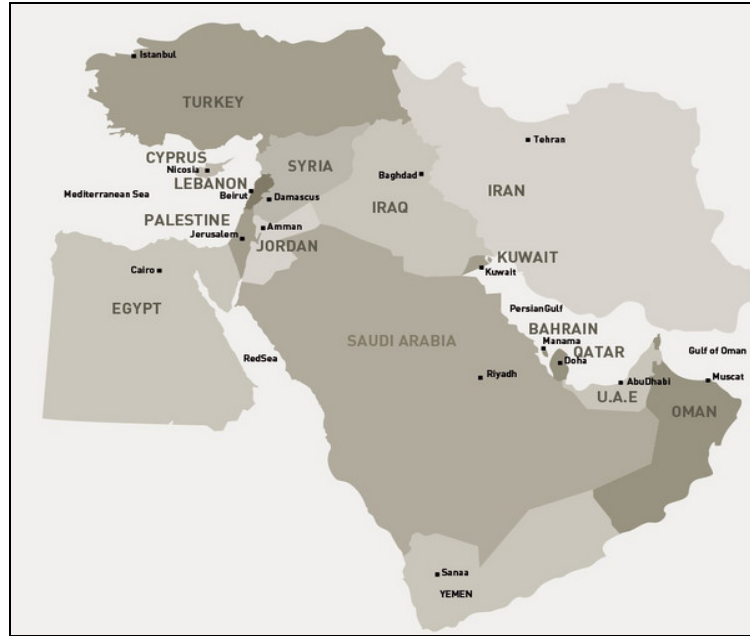 Istanbul
TURKEY
Tehran
CYPRUS
Nicosia
SYRIA
LEBANON
Baghdad
IRAN
Mediterranean Sea
Beirut
Damascus
IRAQ
PALESTINE
Amman
Jerusalem
JORDAN
KUWAIT
Cairo
Kuwait
EGYPT
PersianGulf
BAHRAIN
SAUDI ARABIA
Manama
QATAR
Gulf of Oman
RedSea
Doha
Riyadh
AbuDhabi
Muscat
U.A.E
OMAN
Sanaa
YEMEN